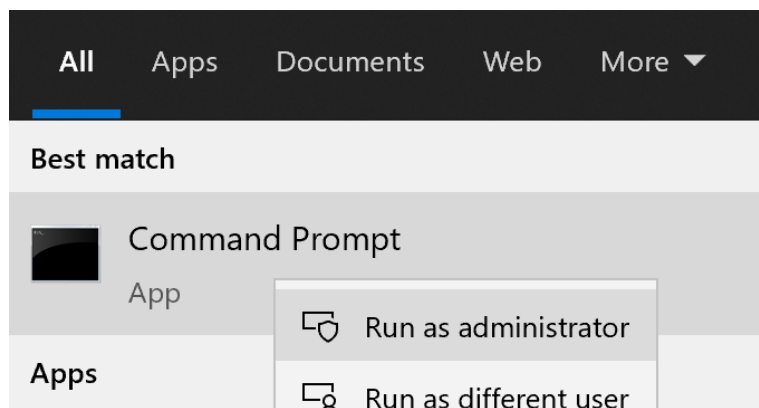 All Apps Documents Web More
Best match
Command Prompt
App
Run as administrator
Apps
Run as different user